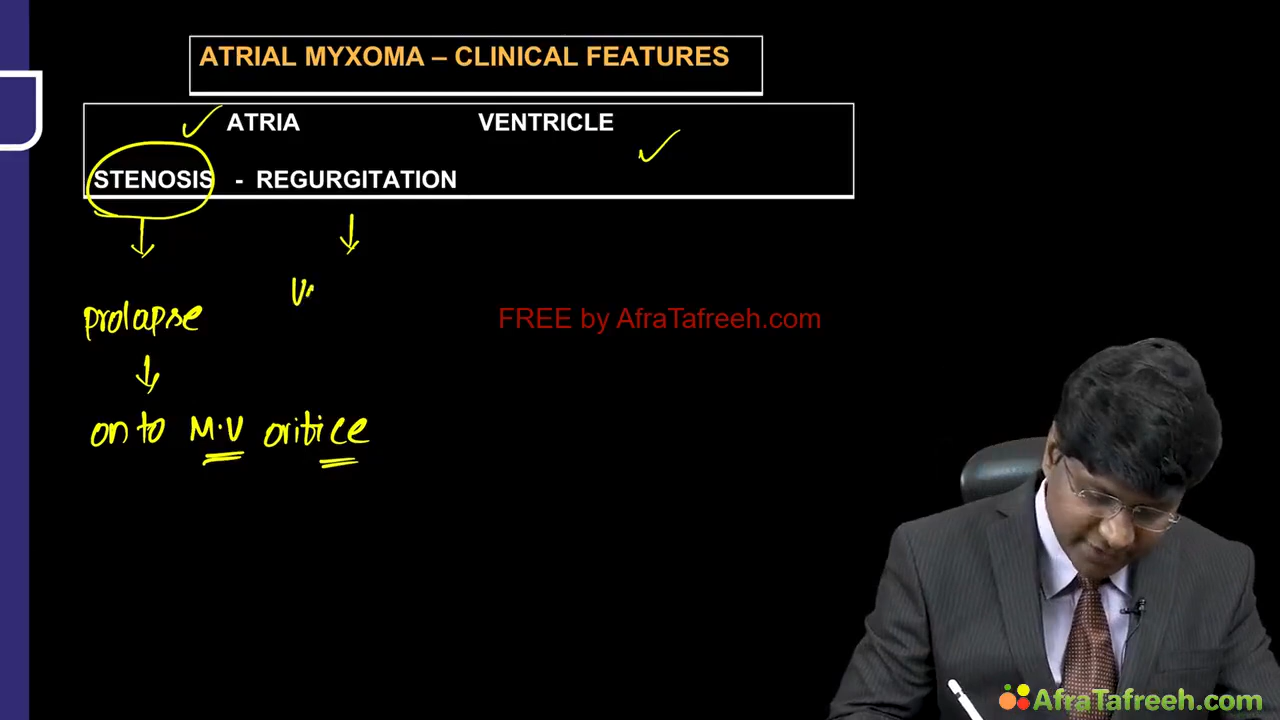 ATRIAL MYXOMA – CLINICAL FEATURES
ATRIA VENTRICLE
STENOSIS - REGURGITATION
prolapse
FREE by AfraTafreeh.com
onto M.V orifice
AfraTafreeh.com